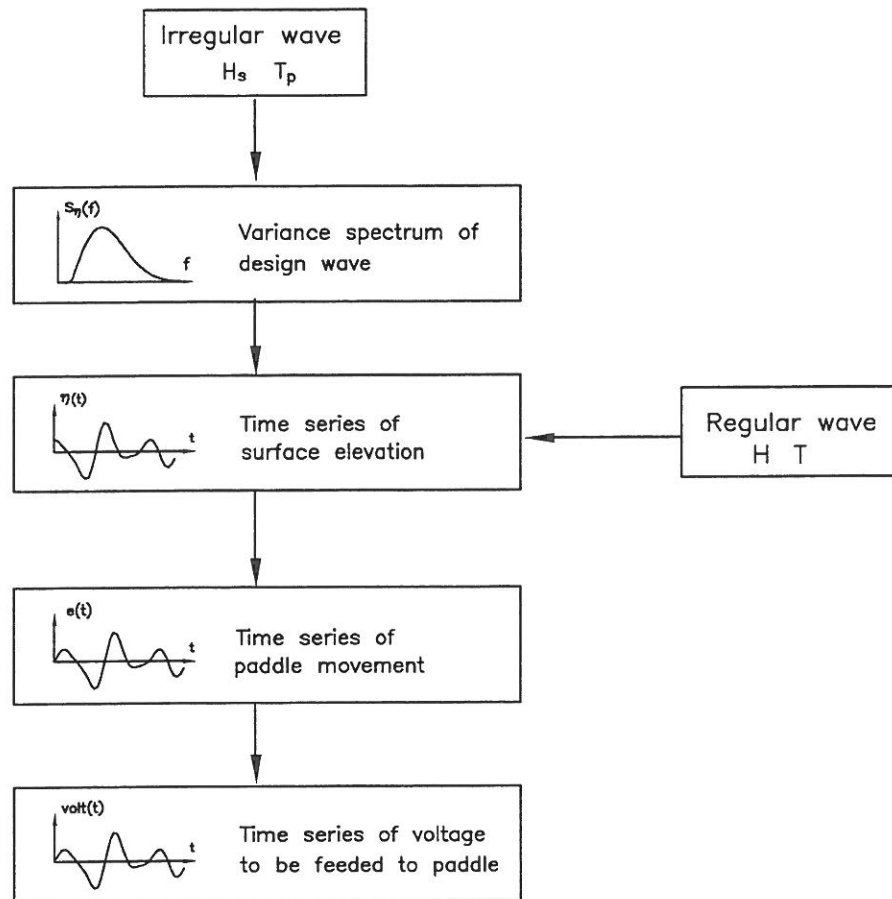 Irregular wave
Hs Tp
Sη(f)
f
Variance spectrum of
design wave
η(t)
t
Time series of
surface elevation
Regular wave
H T
e(t)
t
Time series of
paddle movement
volt(t)
t
Time series of voltage
to be feeded to paddle